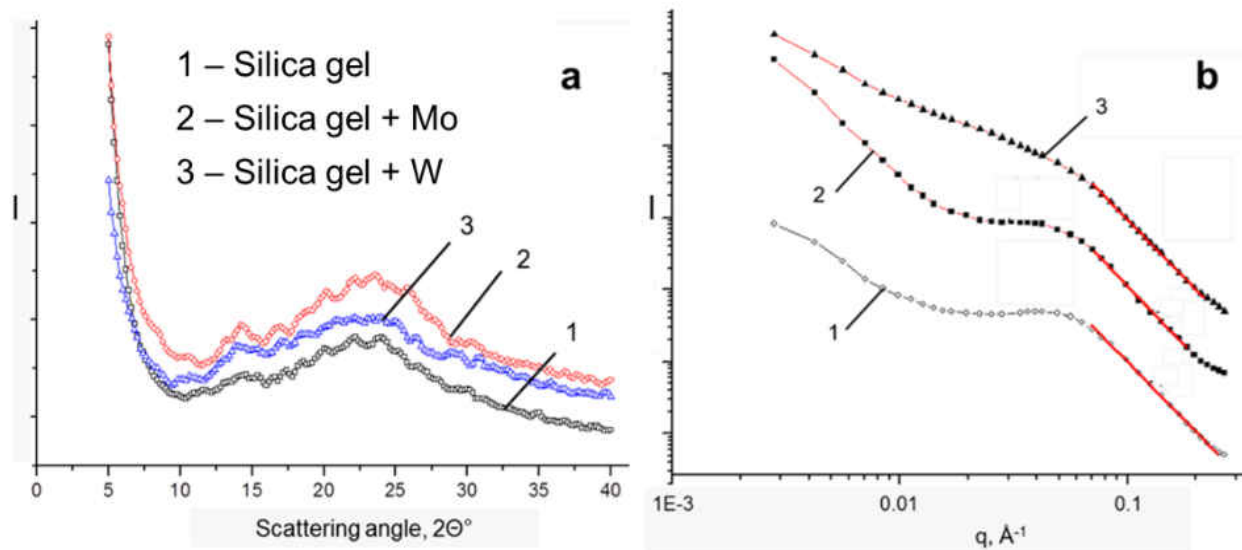 1 – Silica gel
2 – Silica gel + Mo
3 – Silica gel + W
a
I
3
2
1
0 5 10 15 20 25 30 35 40
Scattering angle, 2Θ°
b
I
3
2
1
1E-3 0.01 0.1
q, Å⁻¹